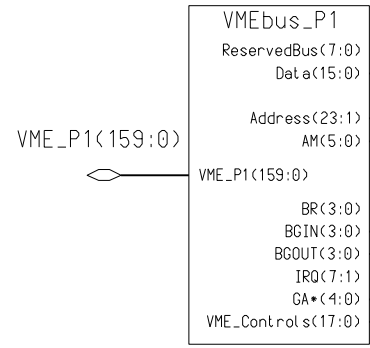 VMEbus_P1
ReservedBus(7:0)
Data(15:0)
Address(23:1)
AM(5:0)
VME_P1(159:0)
VME_P1(159:0)
BR(3:0)
BGIN(3:0)
BGOUT(3:0)
IRQ(7:1)
GA*(4:0)
VME_Controls(17:0)